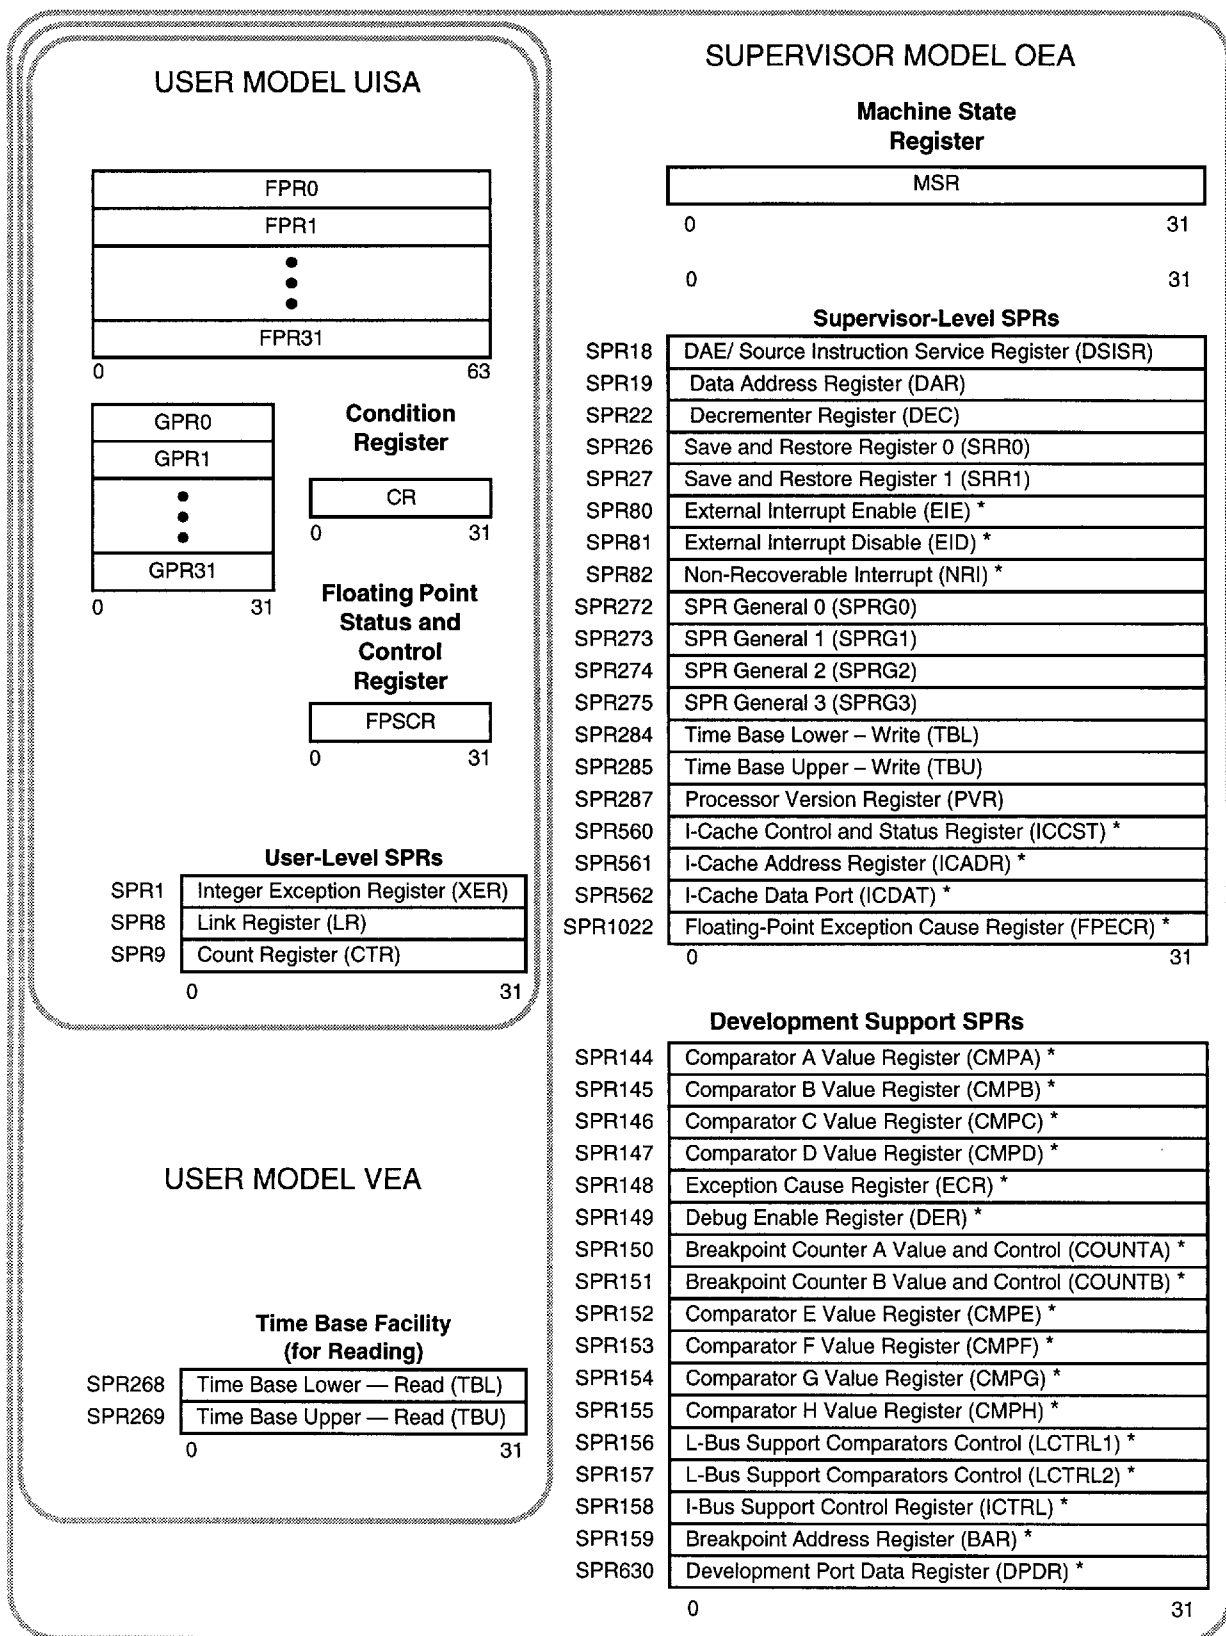 USER MODEL UISA
FPR0
FPR1
FPR31
0 63
GPR0
GPR1
GPR31
0 31
Condition
Register
CR
0 31
Floating Point
Status and
Control
Register
FPSCR
0 31
User-Level SPRs
SPR1 Integer Exception Register (XER)
SPR8 Link Register (LR)
SPR9 Count Register (CTR)
0 31
USER MODEL VEA
Time Base Facility
(for Reading)
SPR268 Time Base Lower — Read (TBL)
SPR269 Time Base Upper — Read (TBU)
0 31
SUPERVISOR MODEL OEA
Machine State
Register
MSR
0 31
0 31
Supervisor-Level SPRs
SPR18 DAE/ Source Instruction Service Register (DSISR)
SPR19 Data Address Register (DAR)
SPR22 Decrementer Register (DEC)
SPR26 Save and Restore Register 0 (SRR0)
SPR27 Save and Restore Register 1 (SRR1)
SPR80 External Interrupt Enable (EIE) *
SPR81 External Interrupt Disable (EID) *
SPR82 Non-Recoverable Interrupt (NRI) *
SPR272 SPR General 0 (SPRG0)
SPR273 SPR General 1 (SPRG1)
SPR274 SPR General 2 (SPRG2)
SPR275 SPR General 3 (SPRG3)
SPR284 Time Base Lower – Write (TBL)
SPR285 Time Base Upper – Write (TBU)
SPR287 Processor Version Register (PVR)
SPR560 I-Cache Control and Status Register (ICCST) *
SPR561 I-Cache Address Register (ICADR) *
SPR562 I-Cache Data Port (ICDAT) *
SPR1022 Floating-Point Exception Cause Register (FPECR) *
0 31
Development Support SPRs
SPR144 Comparator A Value Register (CMPA) *
SPR145 Comparator B Value Register (CMPB) *
SPR146 Comparator C Value Register (CMPC) *
SPR147 Comparator D Value Register (CMPD) *
SPR148 Exception Cause Register (ECR) *
SPR149 Debug Enable Register (DER) *
SPR150 Breakpoint Counter A Value and Control (COUNTA) *
SPR151 Breakpoint Counter B Value and Control (COUNTB) *
SPR152 Comparator E Value Register (CMPE) *
SPR153 Comparator F Value Register (CMPF) *
SPR154 Comparator G Value Register (CMPG) *
SPR155 Comparator H Value Register (CMPH) *
SPR156 L-Bus Support Comparators Control (LCTRL1) *
SPR157 L-Bus Support Comparators Control (LCTRL2) *
SPR158 I-Bus Support Control Register (ICTRL) *
SPR159 Breakpoint Address Register (BAR) *
SPR630 Development Port Data Register (DPDR) *
0 31